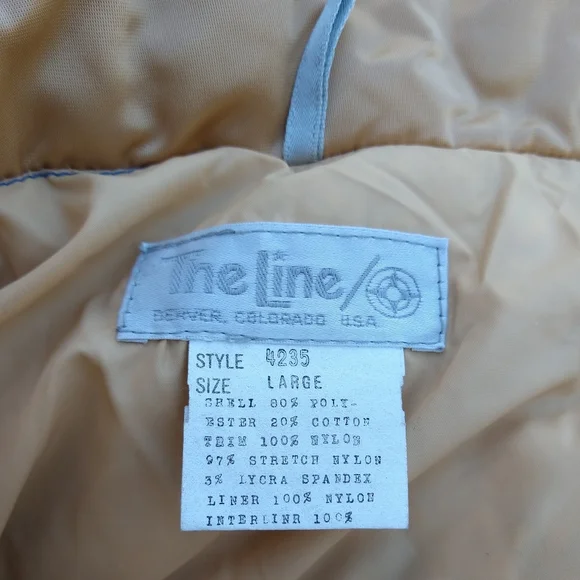 The Line/
DENVER, COLORADO USA
STYLE 4235
SIZE LARGE
SHELL 80% POLY-
ESTER 20% COTTON
TRIM 100% NYLON
97% STRETCH NYLON
3% LYCRA SPANDEX
LINER 100% NYLON
INTERLINR 100%